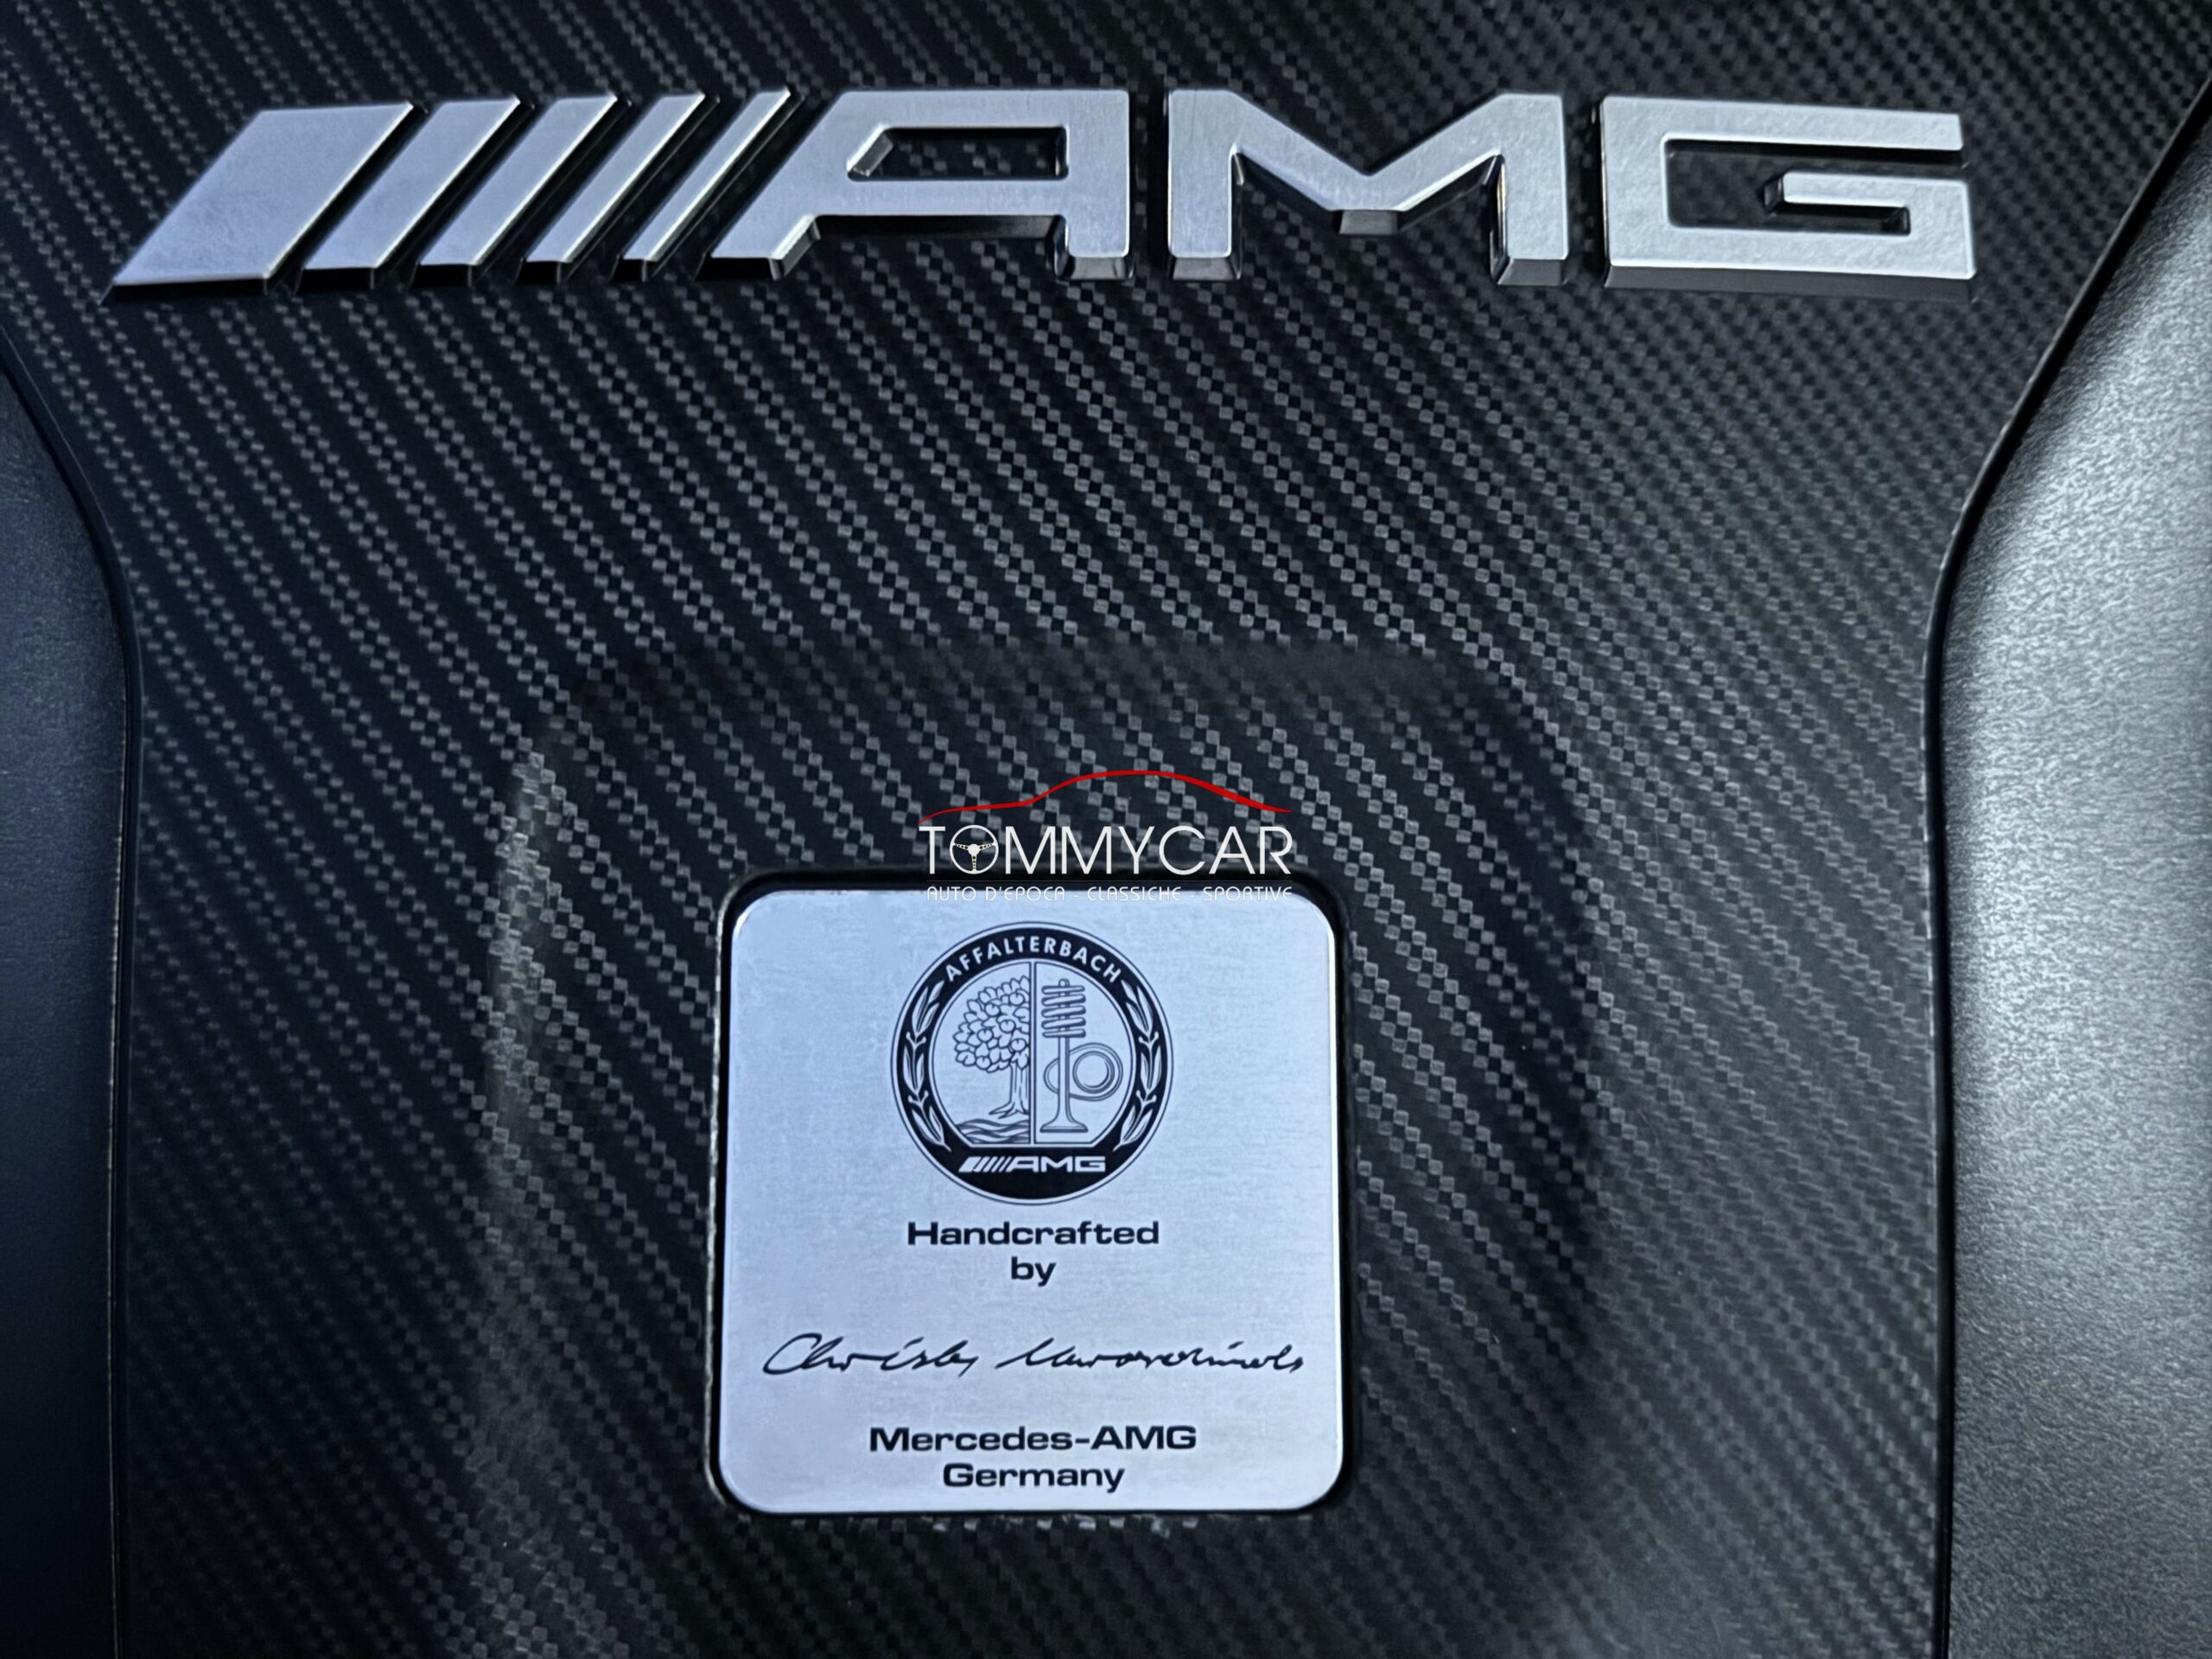 AMG
TOMMYCAR
AUTO D'EPOCA - CLASSICHE - SPORTIVE
AFFALTERBACH
AMG
Handcrafted
by
Mercedes-AMG
Germany